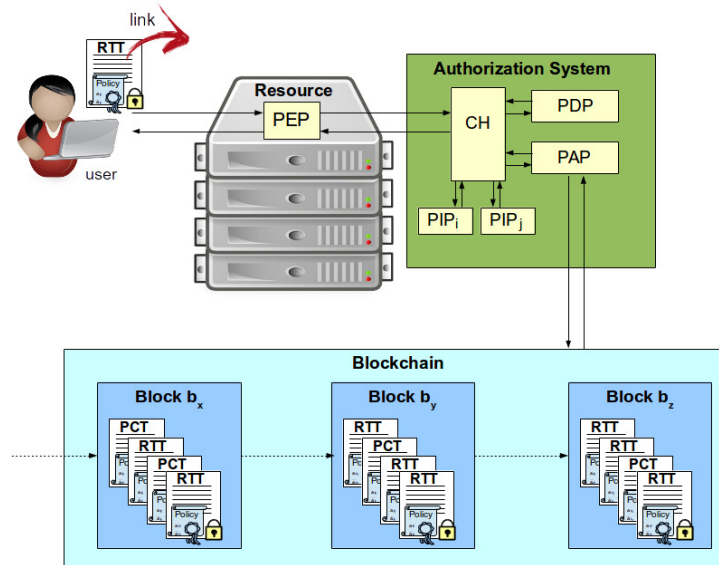 link
RTT
Policy
user
Resource
PEP
Authorization System
CH
PDP
PAP
PIPi
PIPj
Blockchain
Block bx
PCT
RTT
PCT
RTT
Policy
Block by
RTT
PCT
RTT
RTT
Policy
Block bz
RTT
RTT
PCT
RTT
Policy